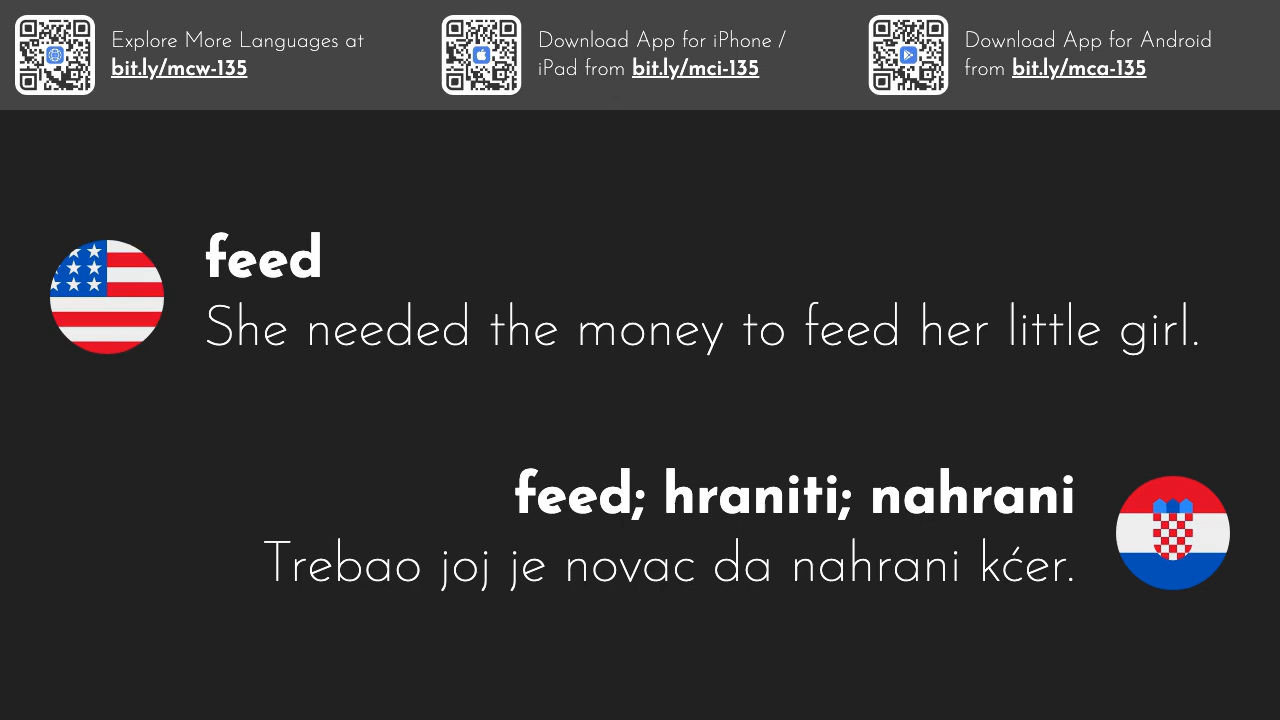 Explore More Languages at
bit.ly/mcw-135
Download App for iPhone /
iPad from bit.ly/mci-135
Download App for Android
from bit.ly/mca-135
feed
She needed the money to feed her little girl.
feed; hraniti; nahrani
Trebao joj je novac da nahrani kćer.